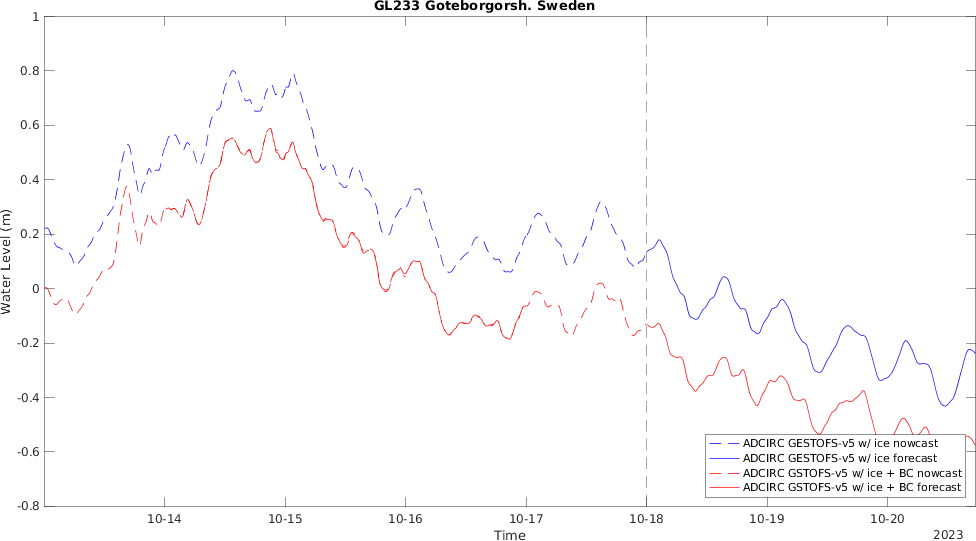 GL233 Goteborgorsh. Sweden
1
0.8
0.6
0.4
0.2
0
-0.2
-0.4
-0.6
-0.8
Water Level (m)
10-14 10-15 10-16 10-17 10-18 10-19 10-20
Time
2023
ADCIRC GESTOFS-v5 w/ ice nowcast
ADCIRC GESTOFS-v5 w/ ice forecast
ADCIRC GSTOFS-v5 w/ ice + BC nowcast
ADCIRC GSTOFS-v5 w/ ice + BC forecast